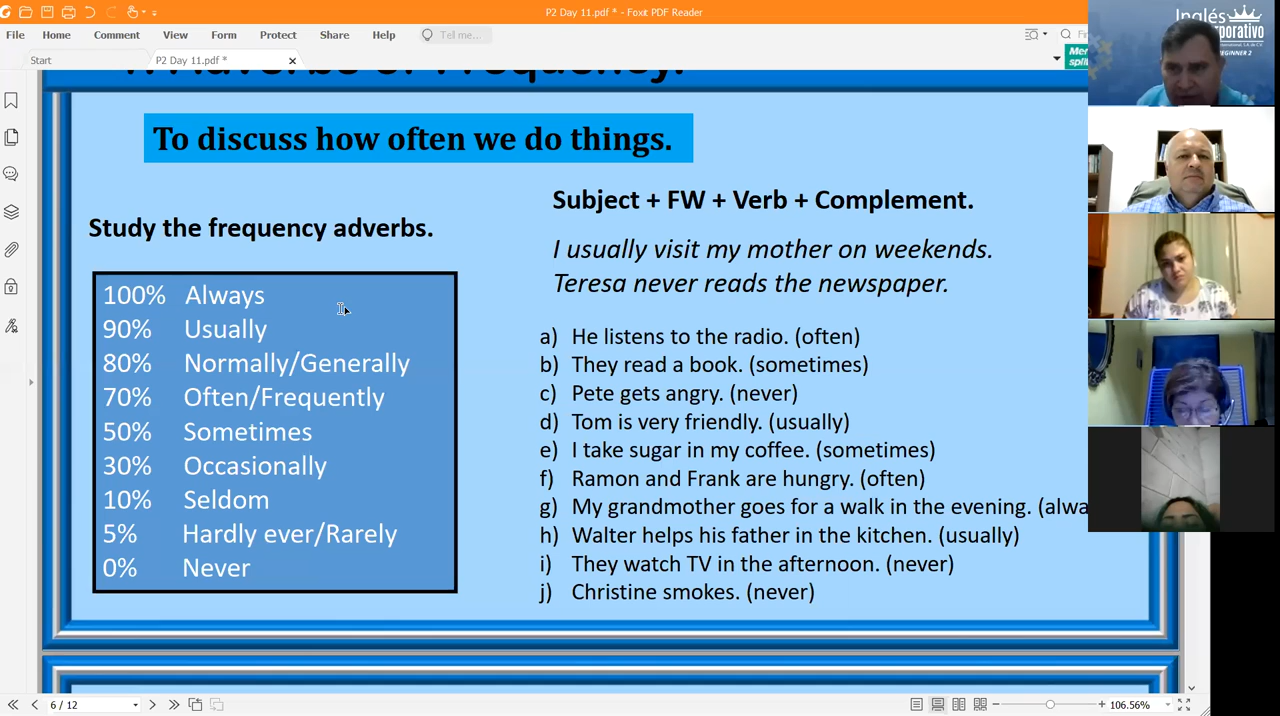 P2 Day 11.pdf * - Foxit PDF Reader
File Home Comment View Form Protect Share Help Tell me...
Start P2 Day 11.pdf *
To discuss how often we do things.
Study the frequency adverbs.
100% Always
90% Usually
80% Normally/Generally
70% Often/Frequently
50% Sometimes
30% Occasionally
10% Seldom
5% Hardly ever/Rarely
0% Never
Subject + FW + Verb + Complement.
I usually visit my mother on weekends.
Teresa never reads the newspaper.
a) He listens to the radio. (often)
b) They read a book. (sometimes)
c) Pete gets angry. (never)
d) Tom is very friendly. (usually)
e) I take sugar in my coffee. (sometimes)
f) Ramon and Frank are hungry. (often)
g) My grandmother goes for a walk in the evening. (alwa
h) Walter helps his father in the kitchen. (usually)
i) They watch TV in the afternoon. (never)
j) Christine smokes. (never)
Inglés
BEGINNER 2
6 / 12
106.56%